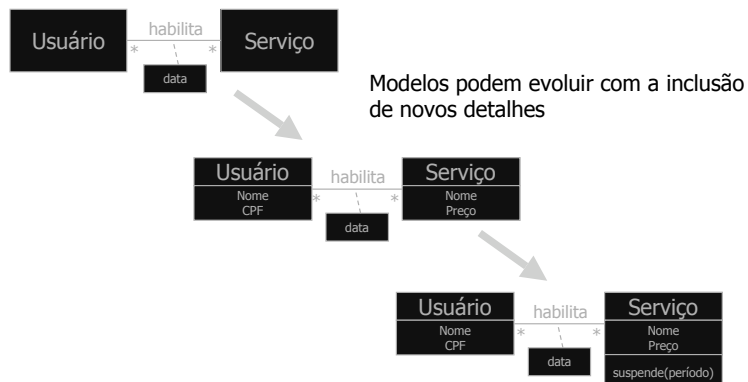 Usuário
habilita
Serviço
*
*
data
Modelos podem evoluir com a inclusão
de novos detalhes
Usuário
Nome
CPF
habilita
*
*
data
Serviço
Nome
Preço
Usuário
Nome
CPF
habilita
*
*
data
Serviço
Nome
Preço
suspende(período)